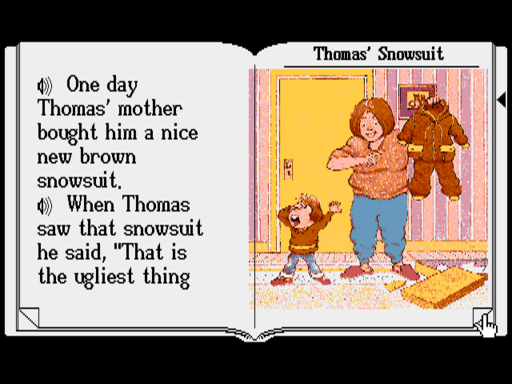 Thomas' Snowsuit
One day
Thomas' mother
bought him a nice
new brown
snowsuit.
When Thomas
saw that snowsuit
he said, "That is
the ugliest thing